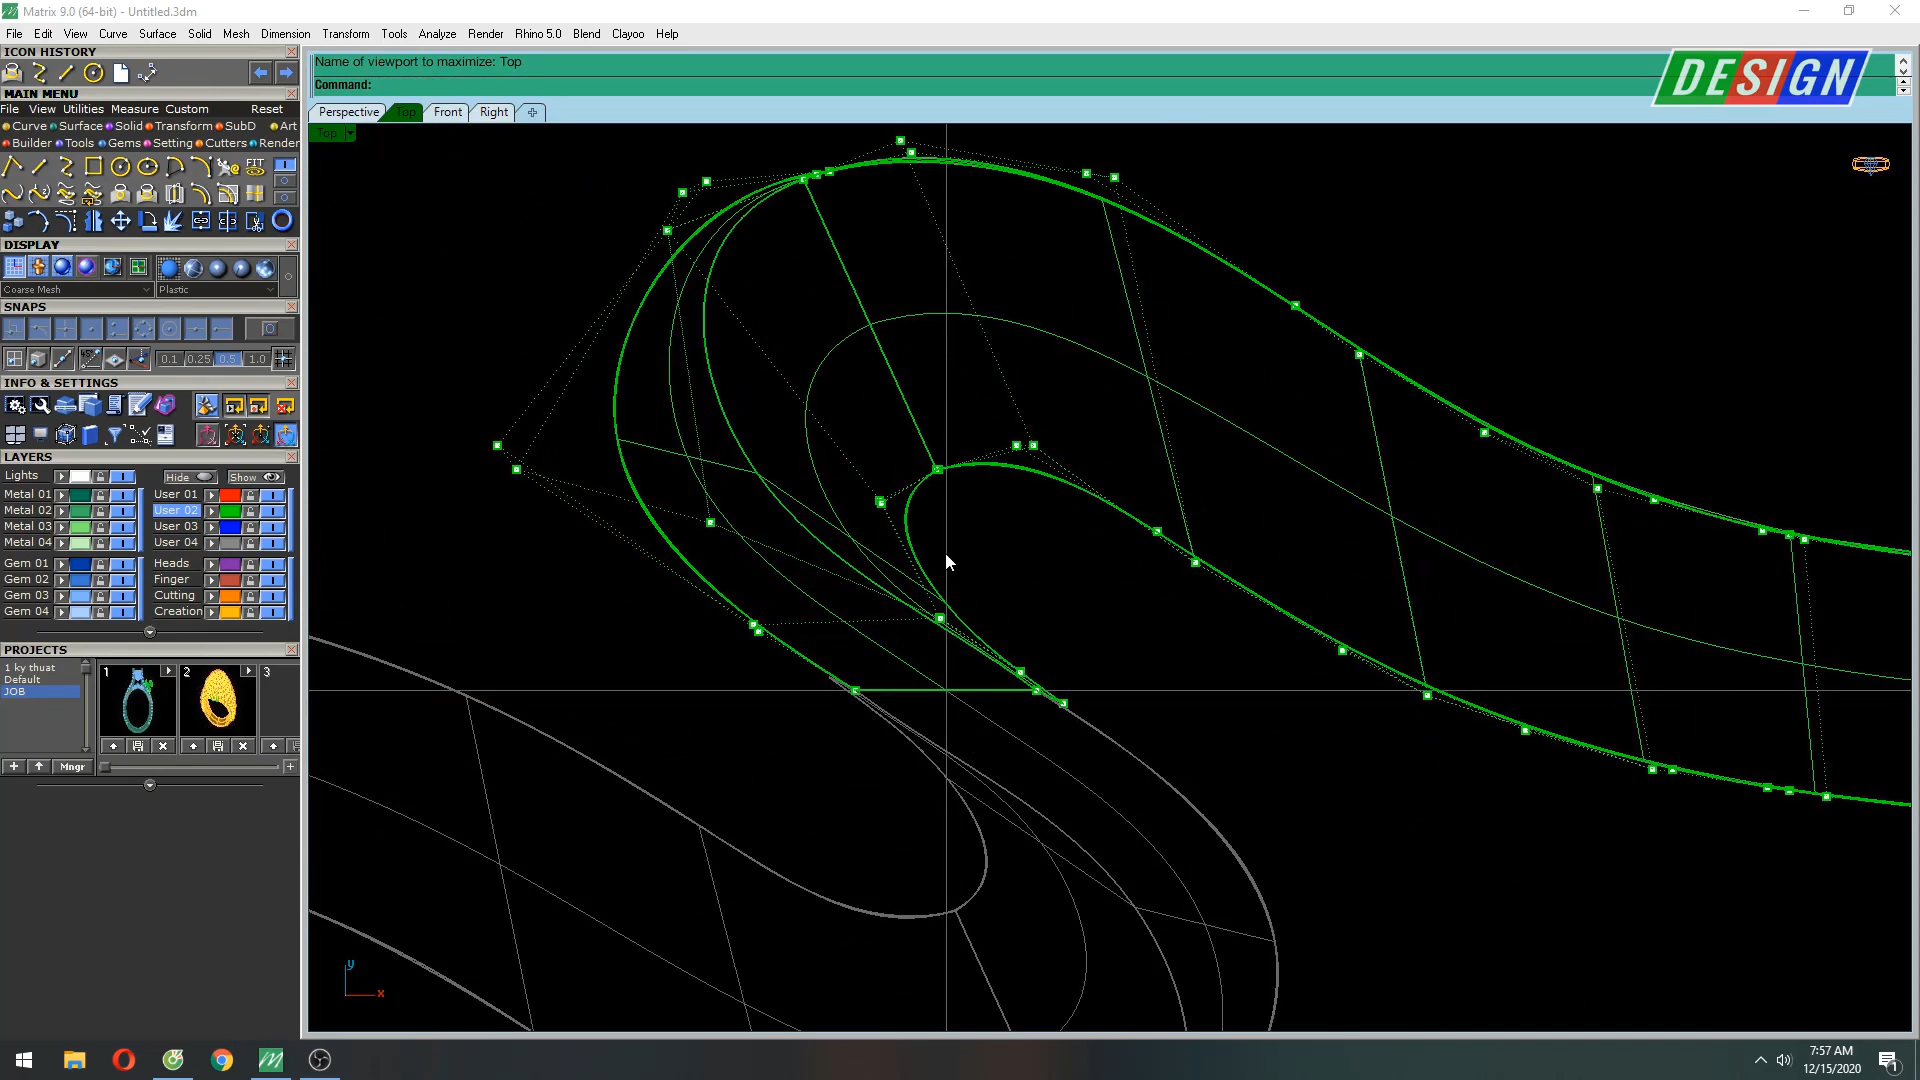 Matrix 9.0 (64-bit) - Untitled.3dm
File Edit View Curve Surface Solid Mesh Dimension Transform Tools Analyze Render Rhino 5.0 Blend Clayoo Help
ICON HISTORY
Name of viewport to maximize: Top
Command:
DESIGN
MAIN MENU
File View Utilities Measure Custom Reset
Perspective Top Front Right
Curve Surface Solid Transform SubD Art
Top
Builder Tools Gems Setting Cutters Render
FIT
DISPLAY
Coarse Mesh Plastic
SNAPS
0.1 0.25 0.5 1.0
INFO & SETTINGS
LAYERS
Lights Hide Show
Metal 01 User 01
Metal 02 User 02
Metal 03 User 03
Metal 04 User 04
Gem 01 Heads
Gem 02 Finger
Gem 03 Cutting
Gem 04 Creation
PROJECTS
1 ky thuat
Default
JOB
1 2 3
Mngr
y
x
7:57 AM
12/15/2020
1